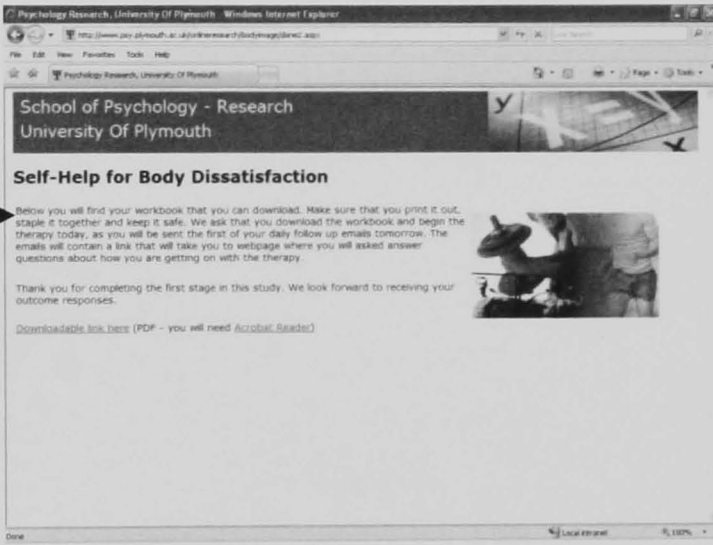 Psychology Research, University Of Plymouth - Windows Internet Explorer
File Edit View Favorites Tools Help
Psychology Research, University Of Plymouth
Page Tools
School of Psychology - Research
University Of Plymouth
Self-Help for Body Dissatisfaction
Below you will find your workbook that you can download. Make sure that you print it out,
staple it together and keep it safe. We ask that you download the workbook and begin the
therapy today, as you will be sent the first of your daily follow up emails tomorrow. The
emails will contain a link that will take you to webpage where you will asked answer
questions about how you are getting on with the therapy.
Thank you for completing the first stage in this study. We look forward to receiving your
outcome responses.
Downloadable link here (PDF - you will need Acrobat Reader)
Done
Local intranet
100%